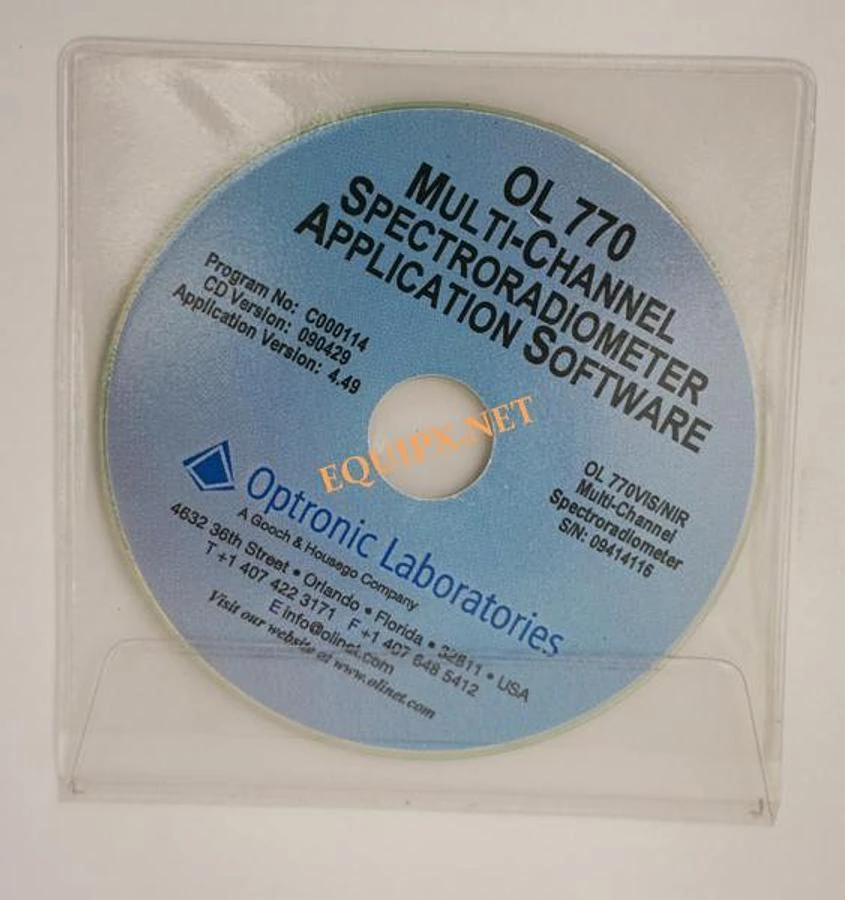 OL 770
MULTI-CHANNEL
SPECTRORADIOMETER
APPLICATION SOFTWARE
Program No: C000114
CD Version: 090429
Application Version: 4.49
EQUIPX.NET
OL 770VIS/NIR
Multi-Channel
Spectroradiometer
S/N: 09414116
Optronic Laboratories
A Gooch & Housego Company
4632 36th Street • Orlando • Florida • 32811 • USA
T +1 407 422 3171 F +1 407 648 5412
E info@olinet.com
Visit our website at www.olinet.com